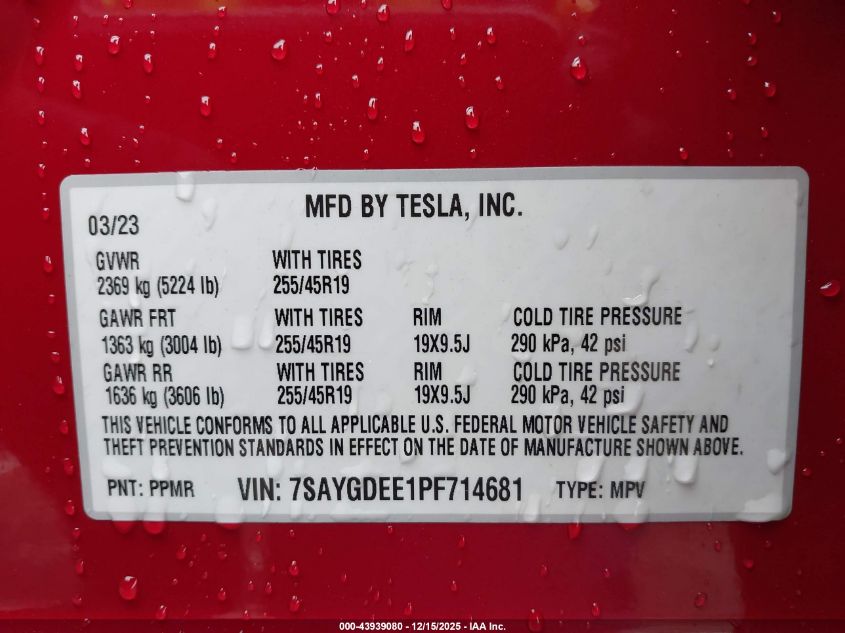 MFD BY TESLA, INC.
03/23
GVWR WITH TIRES
2369 kg (5224 lb) 255/45R19
GAWR FRT WITH TIRES RIM COLD TIRE PRESSURE
1363 kg (3004 lb) 255/45R19 19X9.5J 290 kPa, 42 psi
GAWR RR WITH TIRES RIM COLD TIRE PRESSURE
1636 kg (3606 lb) 255/45R19 19X9.5J 290 kPa, 42 psi
THIS VEHICLE CONFORMS TO ALL APPLICABLE U.S. FEDERAL MOTOR VEHICLE SAFETY AND
THEFT PREVENTION STANDARDS IN EFFECT ON THE DATE OF MANUFACTURE SHOWN ABOVE.
PNT: PPMR VIN: 7SAYGDEE1PF714681 TYPE: MPV
000-43939080 - 12/15/2025 - IAA Inc.